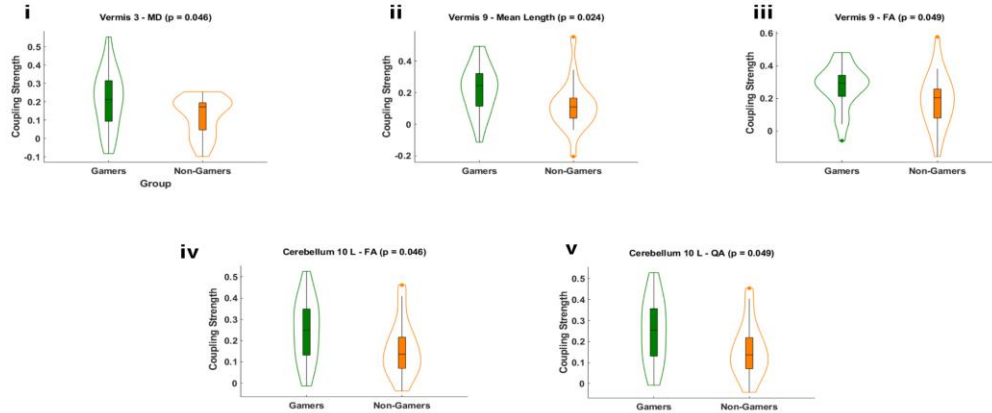 i
Vermis 3 - MD (p = 0.046)
Coupling Strength
0.5
0.4
0.3
0.2
0.1
0
-0.1
Gamers
Non-Gamers
Group
ii
Vermis 9 - Mean Length (p = 0.024)
Coupling Strength
0.6
0.4
0.2
0
-0.2
Gamers
Non-Gamers
iii
Vermis 9 - FA (p = 0.049)
Coupling Strength
0.6
0.4
0.2
0
Gamers
Non-Gamers
iv
Cerebellum 10 L - FA (p = 0.046)
Coupling Strength
0.5
0.4
0.3
0.2
0.1
0
Gamers
Non-Gamers
v
Cerebellum 10 L - QA (p = 0.049)
Coupling Strength
0.5
0.4
0.3
0.2
0.1
0
Gamers
Non-Gamers